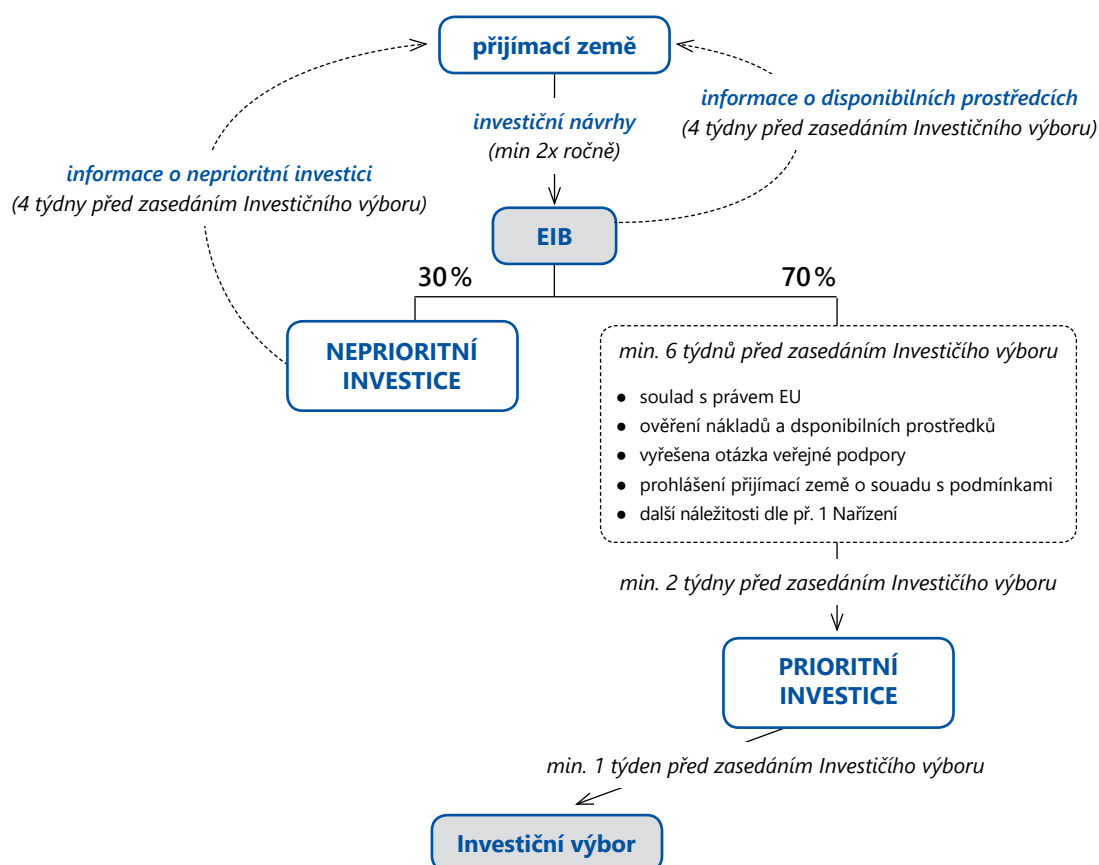 přijímací země
informace o disponibilních prostředcích
(4 týdny před zasedáním Investičního výboru)
investiční návrhy
(min 2x ročně)
informace o neprioritní investici
(4 týdny před zasedáním Investičního výboru)
EIB
30 %
70 %
NEPRIORITNÍ
INVESTICE
min. 6 týdnů před zasedáním Investičího výboru
● soulad s právem EU
● ověření nákladů a dsponibilních prostředků
● vyřešena otázka veřejné podpory
● prohlášení přijímací země o souadu s podmínkami
● další náležitosti dle př. 1 Nařízení
min. 2 týdny před zasedáním Investičího výboru
PRIORITNÍ
INVESTICE
min. 1 týden před zasedáním Investičího výboru
Investiční výbor